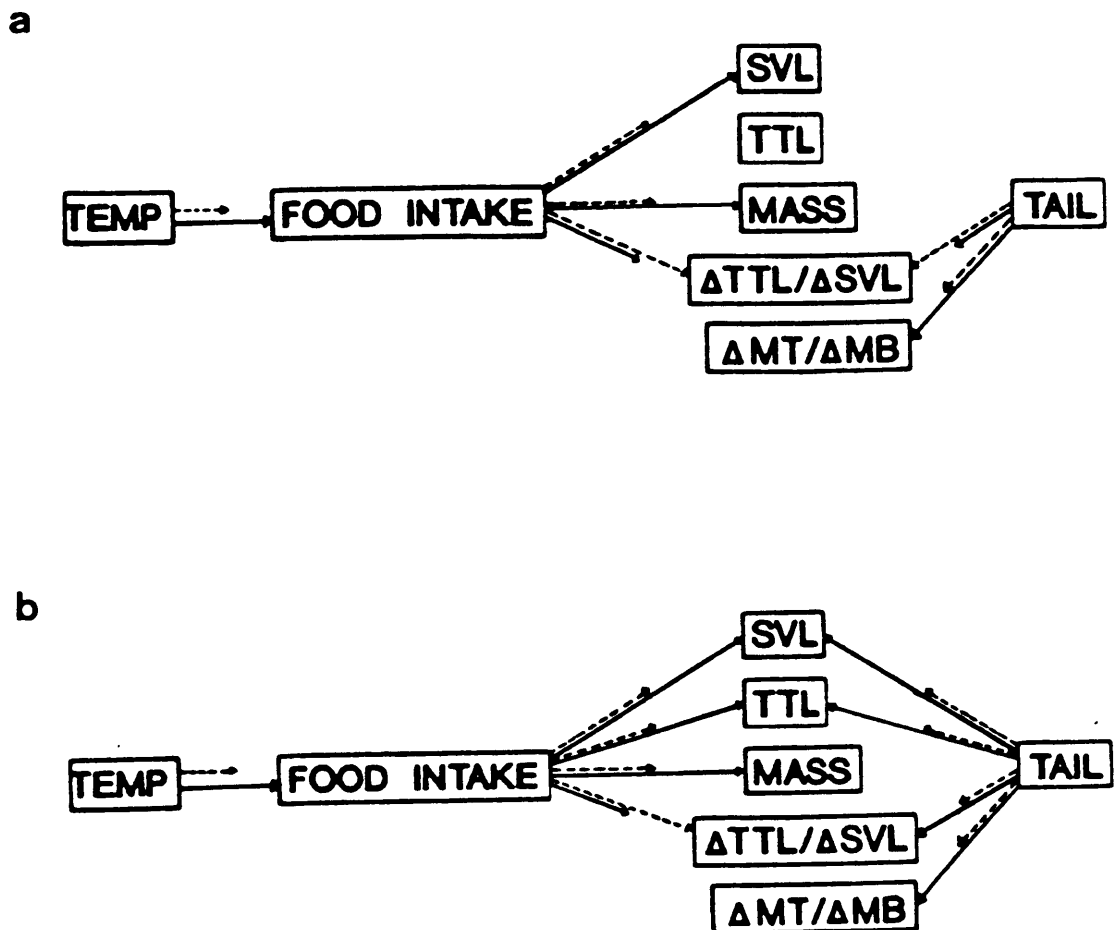 a
SVL
TTL
TEMP
FOOD INTAKE
MASS
TAIL
ΔTTL/ΔSVL
ΔMT/ΔMB
b
SVL
TTL
TEMP
FOOD INTAKE
MASS
TAIL
ΔTTL/ΔSVL
ΔMT/ΔMB